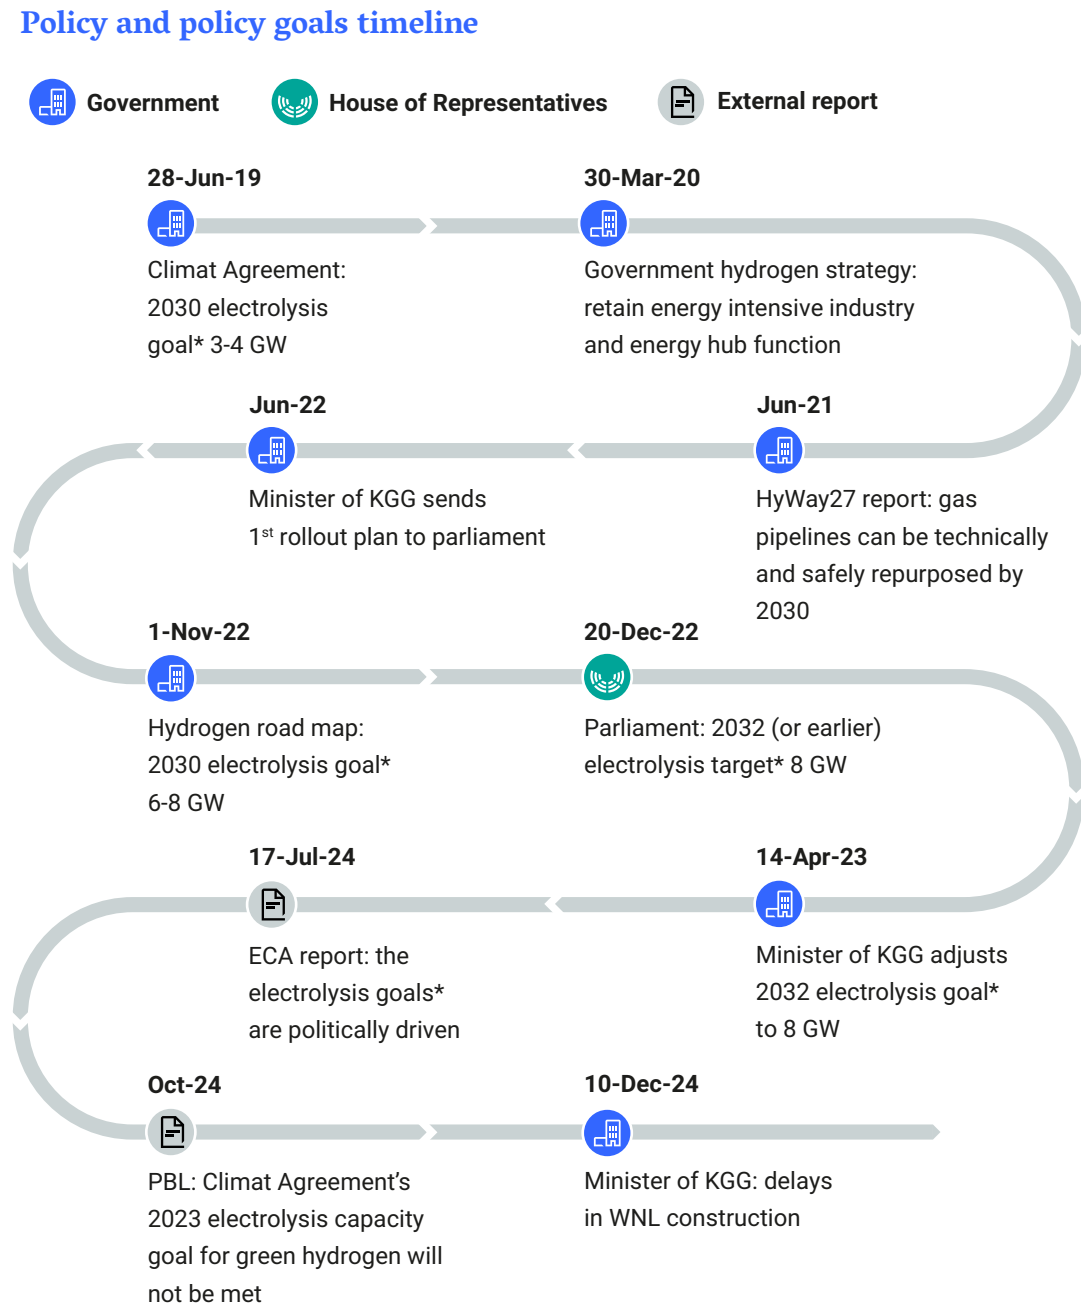 Policy and policy goals timeline
Government
House of Representatives
External report
28-Jun-19
Climat Agreement:
2030 electrolysis
goal* 3-4 GW
30-Mar-20
Government hydrogen strategy:
retain energy intensive industry
and energy hub function
Jun-21
HyWay27 report: gas
pipelines can be technically
and safely repurposed by
2030
Jun-22
Minister of KGG sends
1st rollout plan to parliament
1-Nov-22
Hydrogen road map:
2030 electrolysis goal*
6-8 GW
20-Dec-22
Parliament: 2032 (or earlier)
electrolysis target* 8 GW
14-Apr-23
Minister of KGG adjusts
2032 electrolysis goal*
to 8 GW
17-Jul-24
ECA report: the
electrolysis goals*
are politically driven
Oct-24
PBL: Climat Agreement’s
2023 electrolysis capacity
goal for green hydrogen will
not be met
10-Dec-24
Minister of KGG: delays
in WNL construction